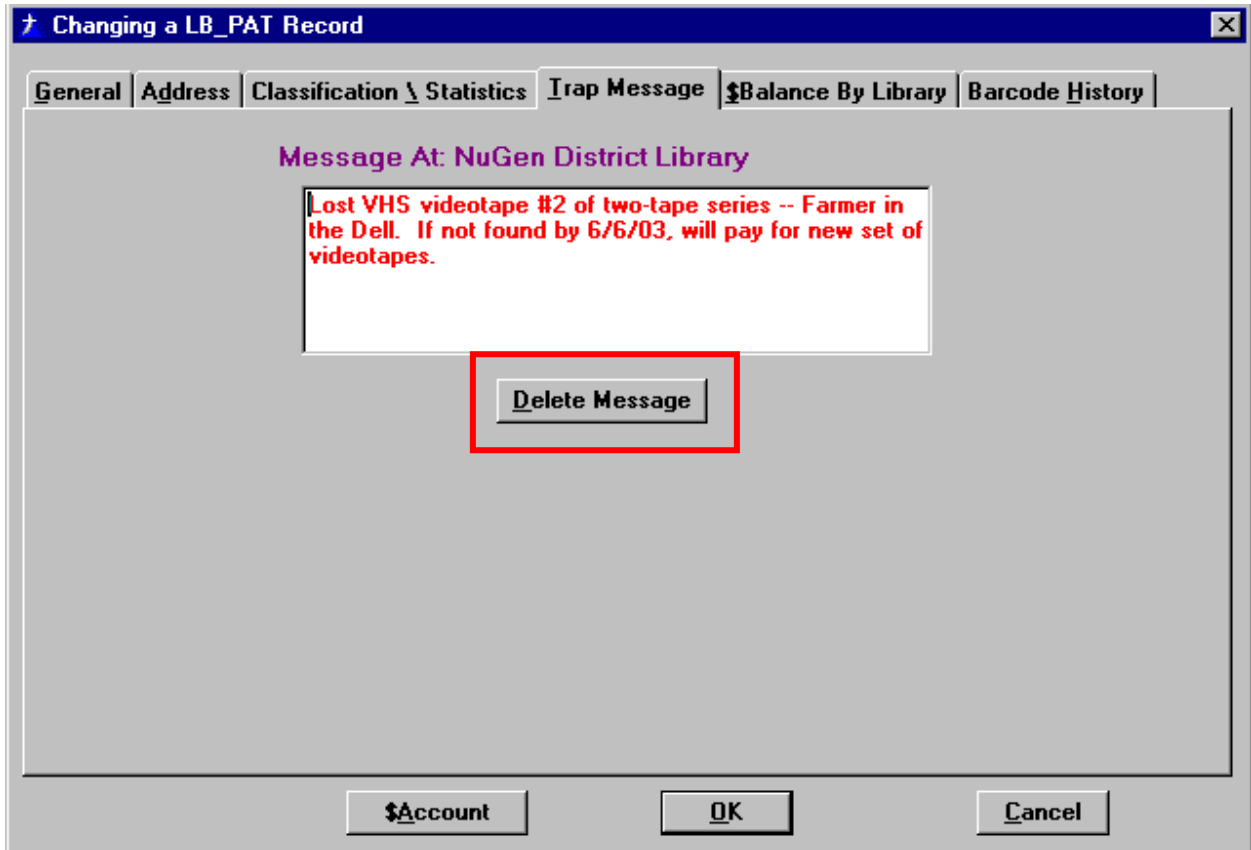 Changing a LB_PAT Record
General Address Classification \ Statistics Trap Message $Balance By Library Barcode History
Message At: NuGen District Library
Lost VHS videotape #2 of two-tape series -- Farmer in
the Dell. If not found by 6/6/03, will pay for new set of
videotapes.
Delete Message
$Account OK Cancel